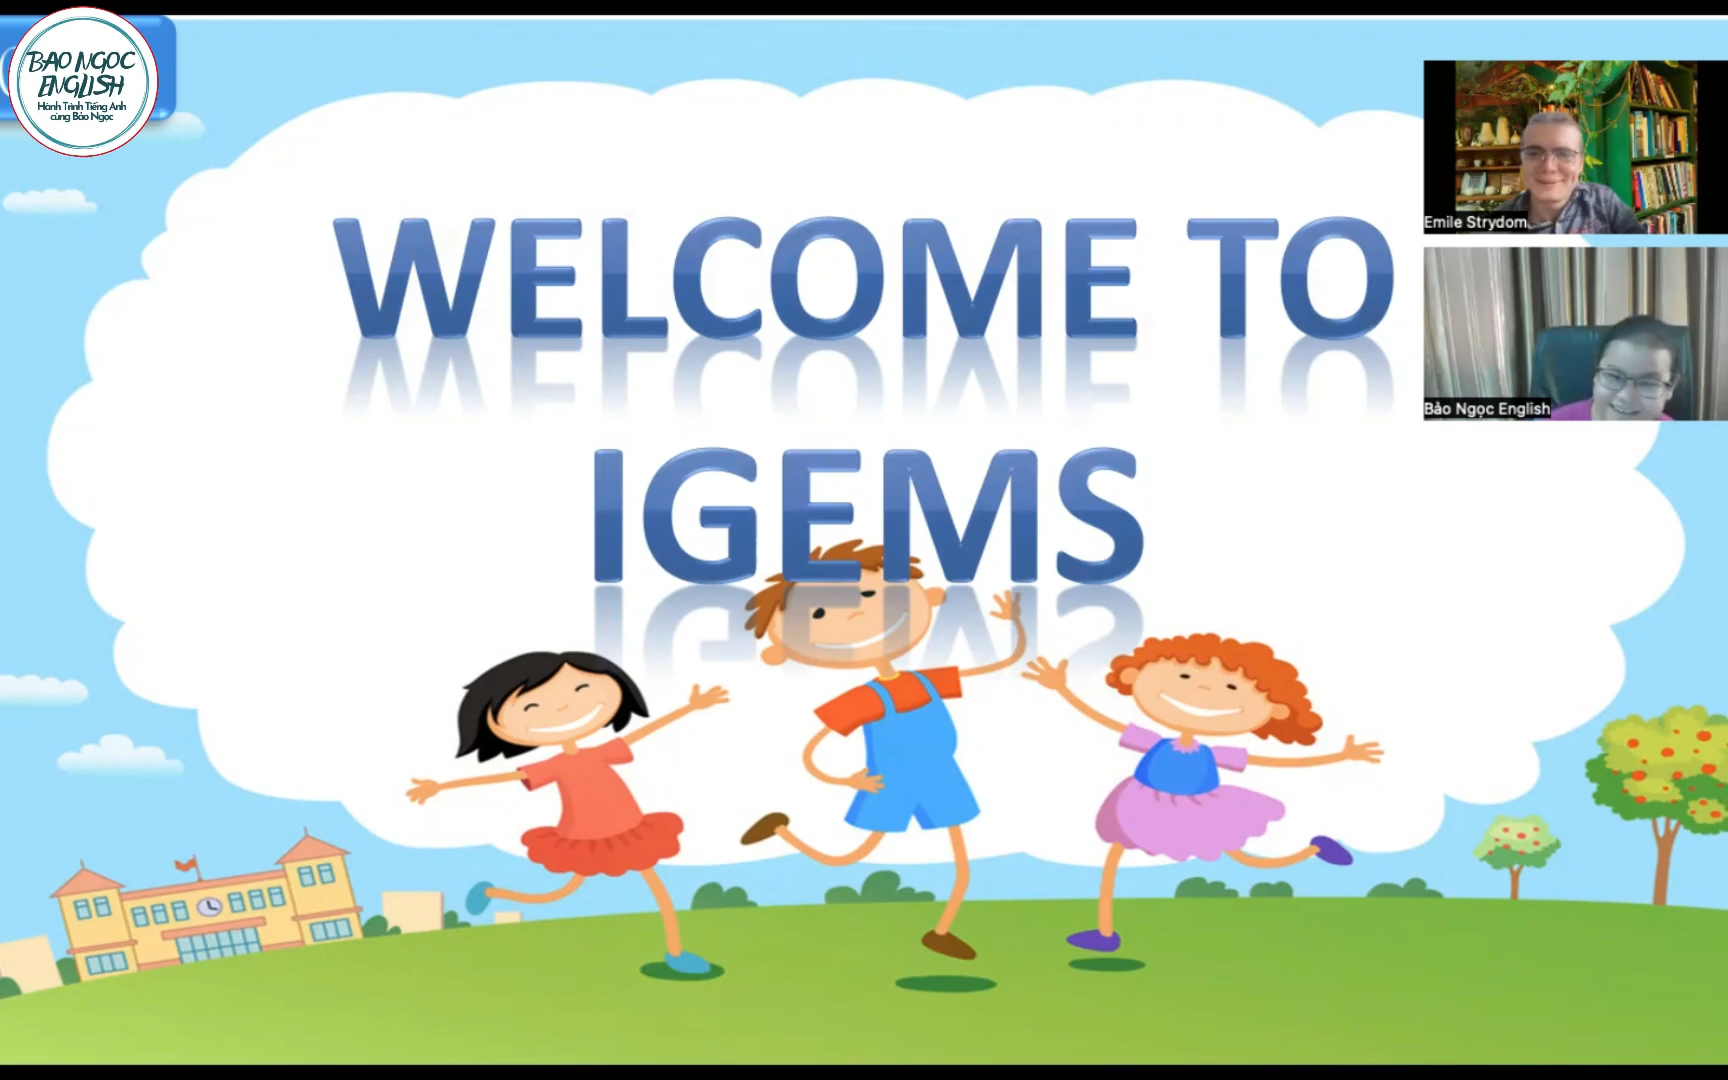 BAO NGOC
ENGLISH
Hành Trình Tiếng Anh
cùng Bảo Ngọc
WELCOME TO
IGEMS
Emile Strydom
Bảo Ngọc English